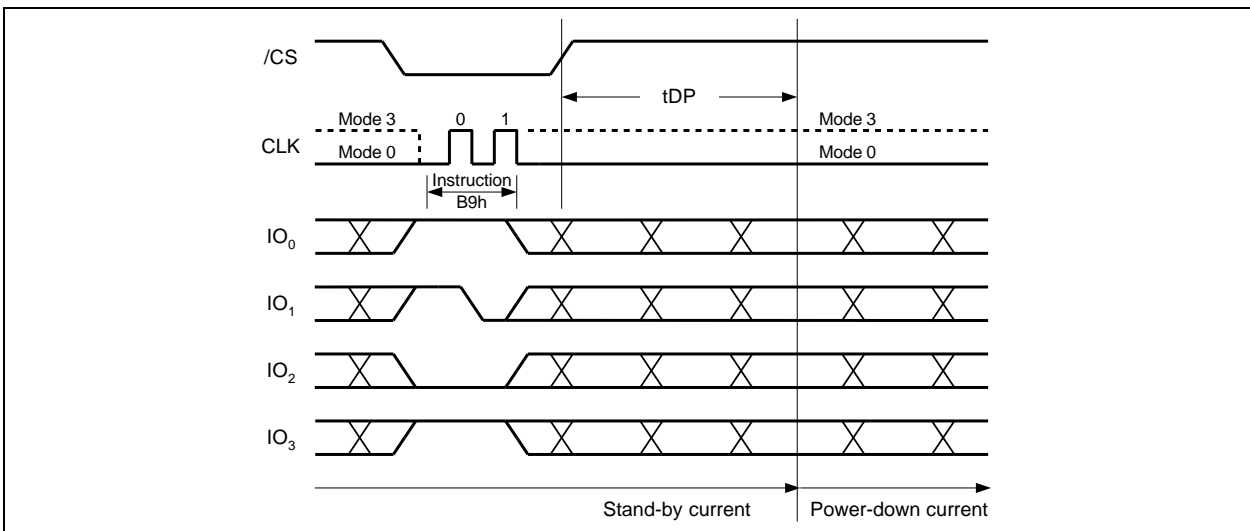 /CS
tDP
Mode 3 0 1 Mode 3
CLK
Mode 0 Mode 0
Instruction
B9h
IO0
IO1
IO2
IO3
Stand-by current Power-down current